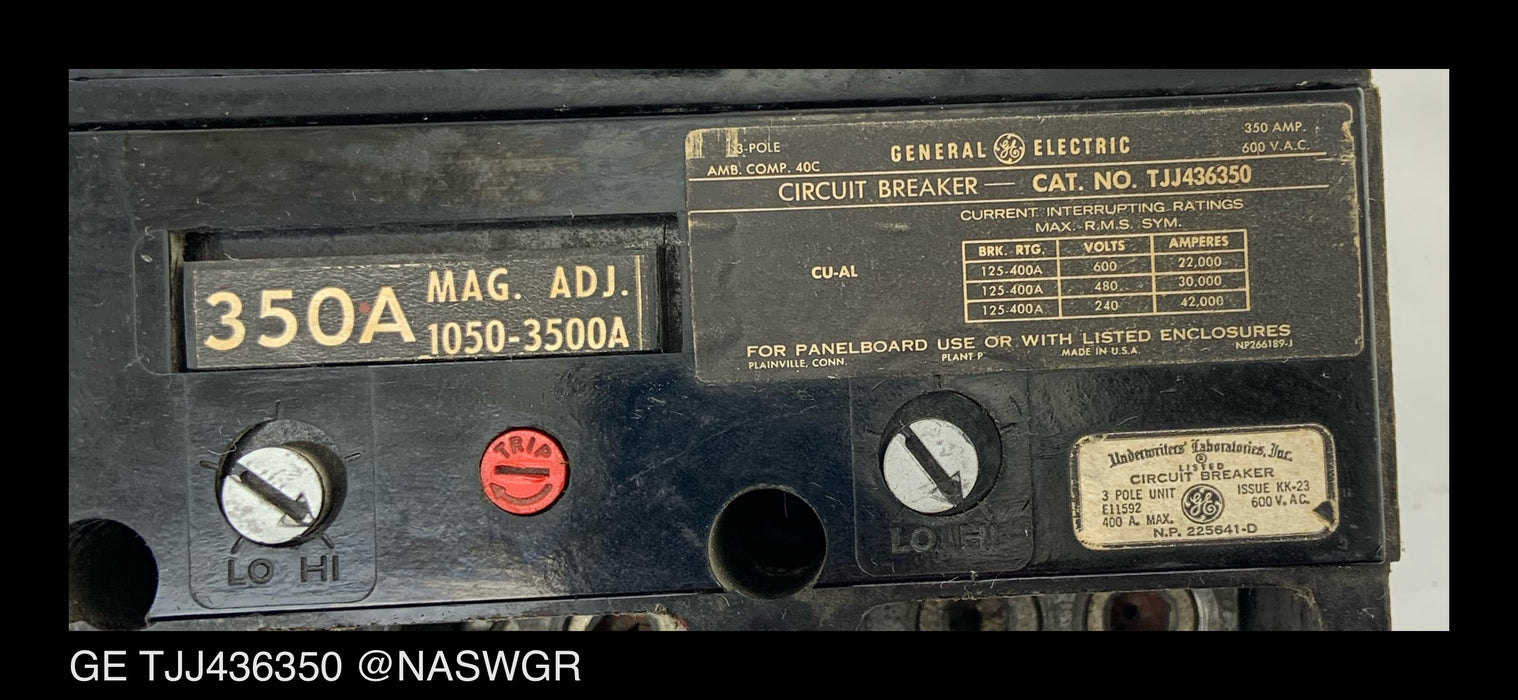 3-POLE
AMB. COMP. 40C
GENERAL GE ELECTRIC
350 AMP.
600 V.A.C.
CIRCUIT BREAKER — CAT. NO. TJJ436350
CURRENT INTERRUPTING RATINGS
MAX. R.M.S. SYM.
BRK. RTG. VOLTS AMPERES
125-400A 600 22,000
125-400A 480 30,000
125-400A 240 42,000
CU-AL
FOR PANELBOARD USE OR WITH LISTED ENCLOSURES
PLAINVILLE, CONN. PLANT P MADE IN U.S.A. NP266189-J
350A MAG. ADJ.
1050-3500A
TRIP
LO HI
LO HI
Underwriters' Laboratories, Inc.
®
LISTED
CIRCUIT BREAKER
3 POLE UNIT
E11592
400 A. MAX.
GE
ISSUE KK-23
600 V. A.C.
N.P. 225641-D
GE TJJ436350 @NASWGR